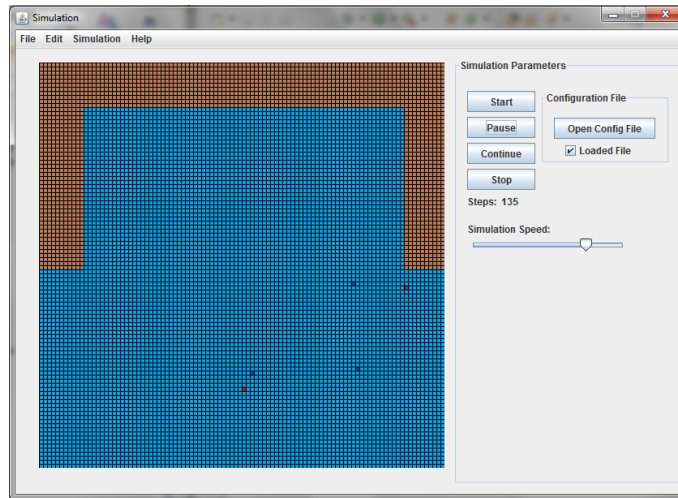 Simulation
File Edit Simulation Help
Simulation Parameters
Start
Configuration File
Pause
Open Config File
Continue
Loaded File
Stop
Steps: 135
Simulation Speed: